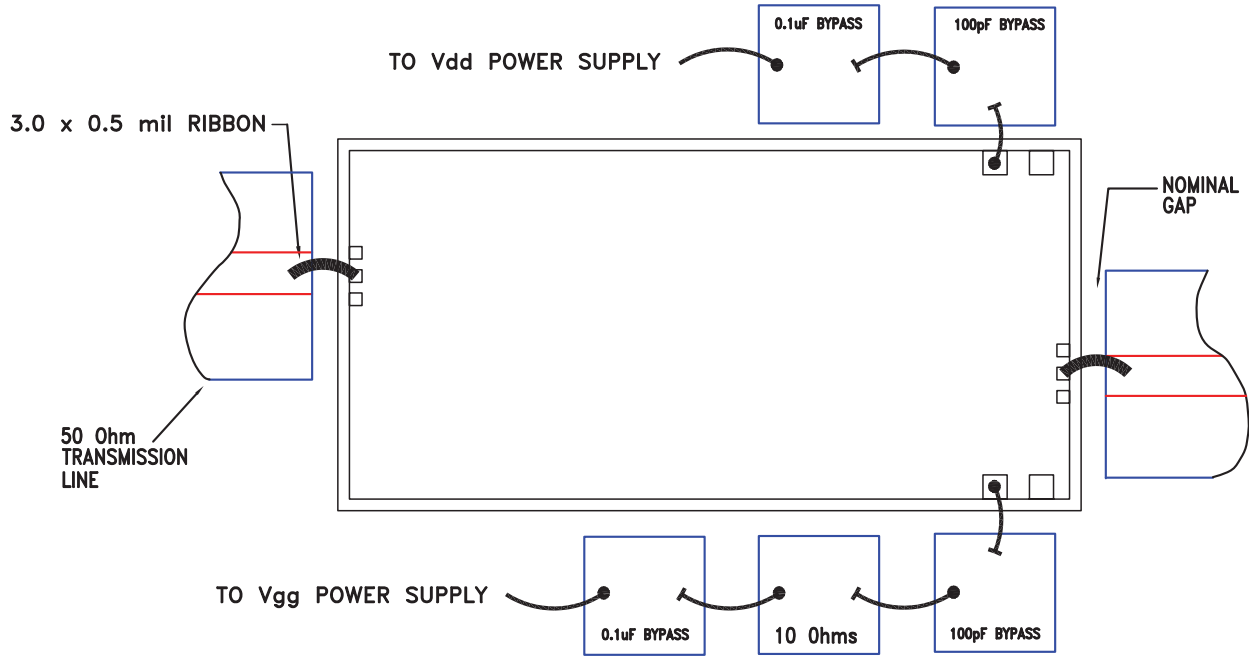 0.1uF BYPASS
100pF BYPASS
TO Vdd POWER SUPPLY
3.0 x 0.5 mil RIBBON
NOMINAL
GAP
50 Ohm
TRANSMISSION
LINE
TO Vgg POWER SUPPLY
0.1uF BYPASS
10 Ohms
100pF BYPASS